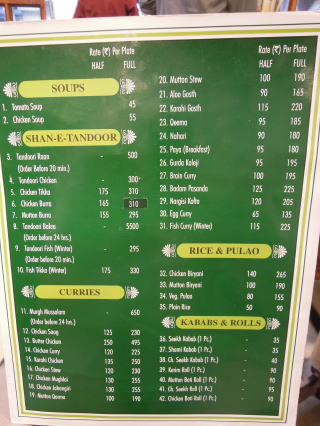 Rate (₹) Per Plate
HALF FULL
SOUPS
1. Tomato Soup 45
2. Chicken Soup 55
SHAN-E-TANDOOR
3. Tandoori Raan - 500
(Order Before 20 min.)
4. Tandoori Chicken - 300
5. Chicken Tikka 175 310
6. Chicken Burra 165 310
7. Mutton Burra 155 295
8. Tandoori Bakra - 5500
(Order before 24 hrs.)
9. Tandoori Fish (Winter) - 295
(Order before 20 min.)
10. Fish Tikka (Winter) 175 330
CURRIES
11. Murgh Mussalam - 650
(Order before 24 hrs.)
12. Chicken Saag 125 230
13. Butter Chicken 250 495
14. Chicken Curry 120 225
15. Karahi Chicken 135 250
16. Chicken Stew 120 230
17. Chicken Mughlai 130 255
18. Chicken Jahangiri 130 255
19. Mutton Qorma 100 190
Rate (₹) Per Plate
HALF FULL
20. Mutton Stew 100 190
21. Aloo Gosth 90 165
22. Karahi Gosth 115 220
23. Qeema 95 185
24. Nahari 90 180
25. Paya (Breakfast) 95 180
26. Gurda Kaleji 95 195
27. Brain Curry 100 195
28. Badam Pasanda 125 225
29. Nargisi Kofta 120 205
30. Egg Curry 65 135
31. Fish Curry (Winter) 115 225
RICE & PULAO
32. Chicken Biryani 140 265
33. Mutton Biryani 100 190
34. Veg. Pulao 80 155
35. Plain Rice 50 90
KABABS & ROLLS
36. Seekh Kabab (1 Pc.) - 35
37. Shami Kabab (1 Pc.) - 35
38. Ch. Seekh Kabab (1 Pc.) - 40
39. Karim Roll (1 Pc.) - 90
40. Mutton Boti Roll (1 Pc.) - 90
41. Ch. Seekh Roll (1 Pc.) - 90
42. Chicken Boti Roll (1 Pc.) - 90